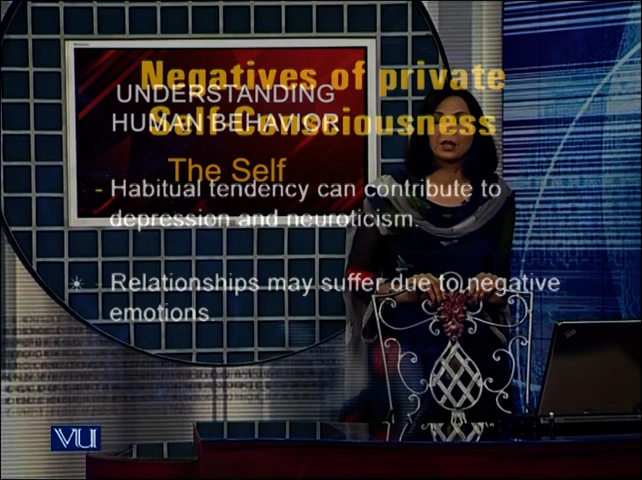 Negatives of private
Self Consciousness
UNDERSTANDING
HUMAN BEHAVIOR
The Self
- Habitual tendency can contribute to
depression and neuroticism.
- Relationships may suffer due to negative
emotions.
VU